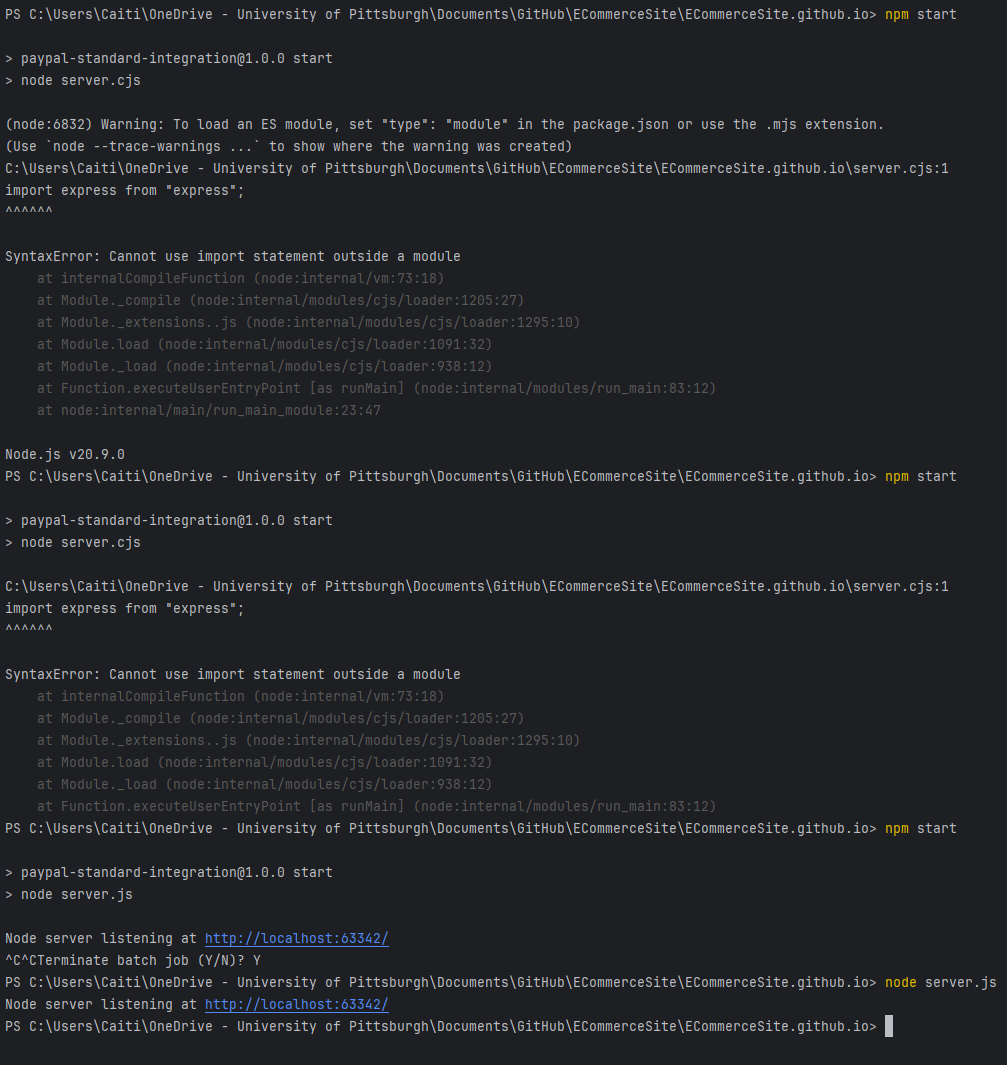 PS C:\Users\Caiti\OneDrive - University of Pittsburgh\Documents\GitHub\ECommerceSite\ECommerceSite.github.io> npm start
> paypal-standard-integration@1.0.0 start
> node server.cjs
(node:6832) Warning: To load an ES module, set "type": "module" in the package.json or use the .mjs extension.
(Use `node --trace-warnings ...` to show where the warning was created)
C:\Users\Caiti\OneDrive - University of Pittsburgh\Documents\GitHub\ECommerceSite\ECommerceSite.github.io\server.cjs:1
import express from "express";
^^^^^^
SyntaxError: Cannot use import statement outside a module
    at internalCompileFunction (node:internal/vm:73:18)
    at Module._compile (node:internal/modules/cjs/loader:1205:27)
    at Module._extensions..js (node:internal/modules/cjs/loader:1295:10)
    at Module.load (node:internal/modules/cjs/loader:1091:32)
    at Module._load (node:internal/modules/cjs/loader:938:12)
    at Function.executeUserEntryPoint [as runMain] (node:internal/modules/run_main:83:12)
    at node:internal/main/run_main_module:23:47
Node.js v20.9.0
PS C:\Users\Caiti\OneDrive - University of Pittsburgh\Documents\GitHub\ECommerceSite\ECommerceSite.github.io> npm start
> paypal-standard-integration@1.0.0 start
> node server.cjs
C:\Users\Caiti\OneDrive - University of Pittsburgh\Documents\GitHub\ECommerceSite\ECommerceSite.github.io\server.cjs:1
import express from "express";
^^^^^^
SyntaxError: Cannot use import statement outside a module
    at internalCompileFunction (node:internal/vm:73:18)
    at Module._compile (node:internal/modules/cjs/loader:1205:27)
    at Module._extensions..js (node:internal/modules/cjs/loader:1295:10)
    at Module.load (node:internal/modules/cjs/loader:1091:32)
    at Module._load (node:internal/modules/cjs/loader:938:12)
    at Function.executeUserEntryPoint [as runMain] (node:internal/modules/run_main:83:12)
PS C:\Users\Caiti\OneDrive - University of Pittsburgh\Documents\GitHub\ECommerceSite\ECommerceSite.github.io> npm start
> paypal-standard-integration@1.0.0 start
> node server.js
Node server listening at http://localhost:63342/
^C^CTerminate batch job (Y/N)? Y
PS C:\Users\Caiti\OneDrive - University of Pittsburgh\Documents\GitHub\ECommerceSite\ECommerceSite.github.io> node server.js
Node server listening at http://localhost:63342/
PS C:\Users\Caiti\OneDrive - University of Pittsburgh\Documents\GitHub\ECommerceSite\ECommerceSite.github.io>